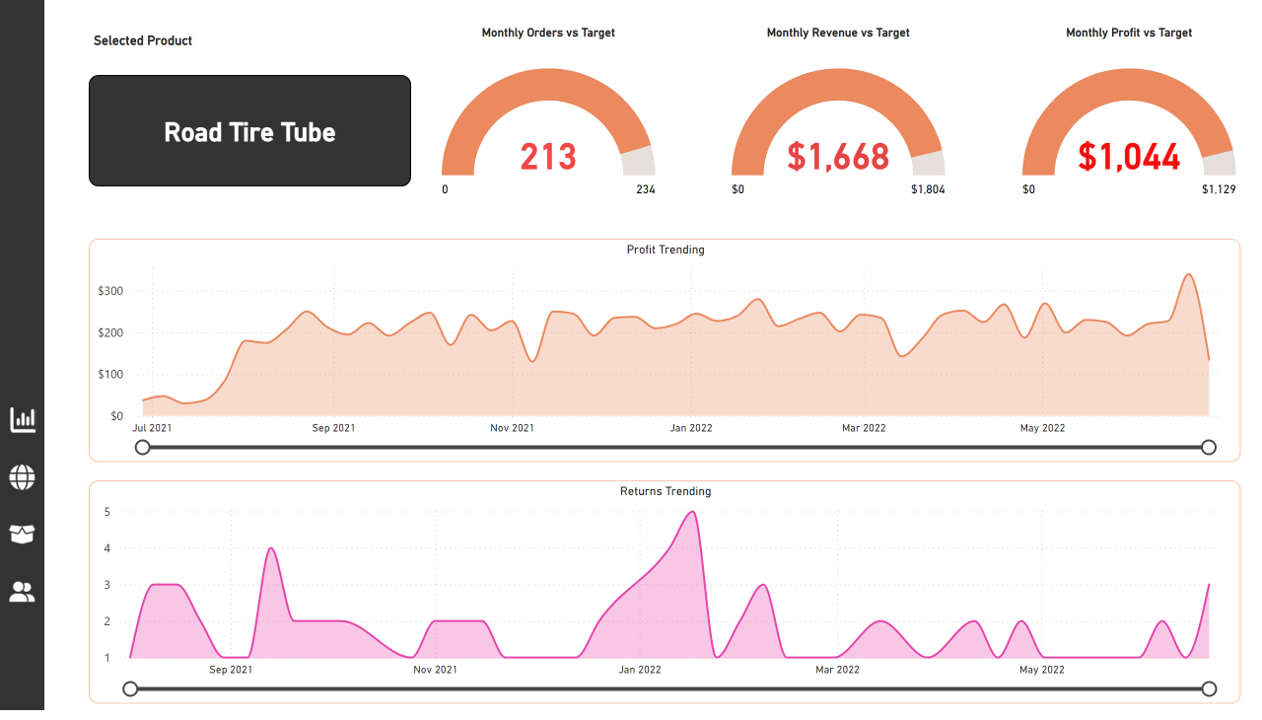 Selected Product
Road Tire Tube
Monthly Orders vs Target
213
0
234
Monthly Revenue vs Target
$1,668
$0
$1,804
Monthly Profit vs Target
$1,044
$0
$1,129
Profit Trending
$300
$200
$100
$0
Jul 2021 Sep 2021 Nov 2021 Jan 2022 Mar 2022 May 2022
Returns Trending
5
4
3
2
1
Sep 2021 Nov 2021 Jan 2022 Mar 2022 May 2022